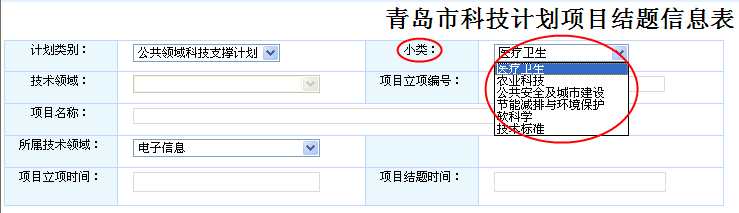 青岛市科技计划项目结题信息表
计划类别： 公共领域科技支撑计划 小类： 医疗卫生
医疗卫生
农业科技
公共安全及城市建设
节能减排与环境保护
软科学
技术标准
技术领域： 项目立项编号：
项目名称：
所属技术领域： 电子信息
项目立项时间： 项目结题时间：